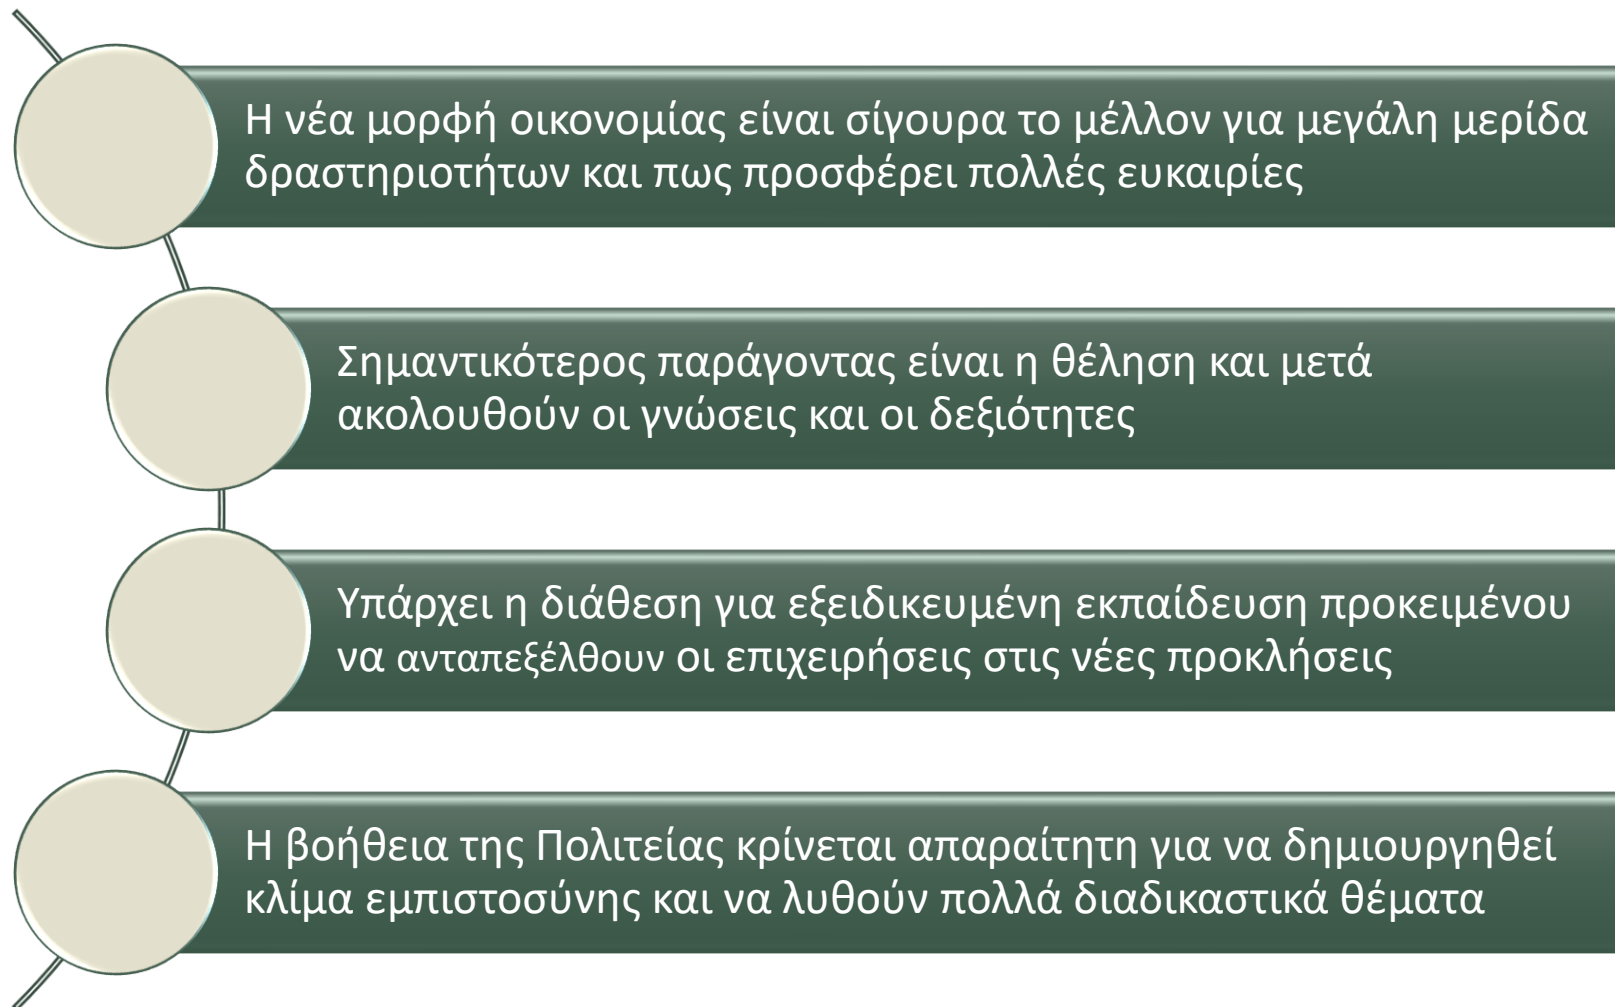 Η νέα μορφή οικονομίας είναι σίγουρα το μέλλον για μεγάλη μερίδα
δραστηριοτήτων και πως προσφέρει πολλές ευκαιρίες
Σημαντικότερος παράγοντας είναι η θέληση και μετά
ακολουθούν οι γνώσεις και οι δεξιότητες
Υπάρχει η διάθεση για εξειδικευμένη εκπαίδευση προκειμένου
να ανταπεξέλθουν οι επιχειρήσεις στις νέες προκλήσεις
Η βοήθεια της Πολιτείας κρίνεται απαραίτητη για να δημιουργηθεί
κλίμα εμπιστοσύνης και να λυθούν πολλά διαδικαστικά θέματα